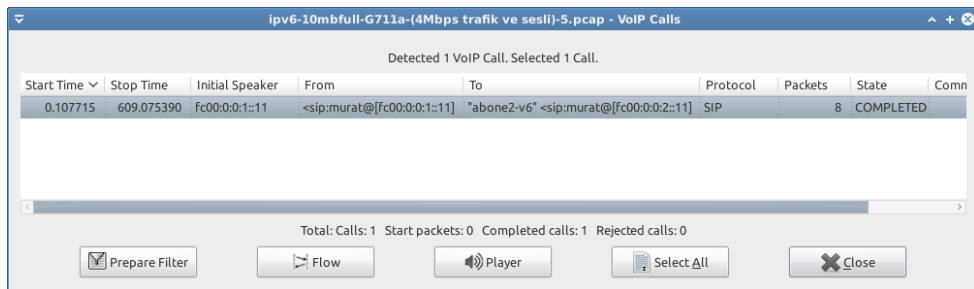 ipv6-10mbfull-G711a-(4Mbps trafik ve sesli)-5.pcap - VoIP Calls
Detected 1 VoIP Call. Selected 1 Call.
Start Time Stop Time Initial Speaker From To Protocol Packets State Comm
0.107715 609.075390 fc00:0:0:1::11 <sip:murat@[fc00:0:0:1::11] "abone2-v6" <sip:murat@[fc00:0:0:2::11] SIP 8 COMPLETED
Total: Calls: 1 Start packets: 0 Completed calls: 1 Rejected calls: 0
Prepare Filter Flow Player Select All Close